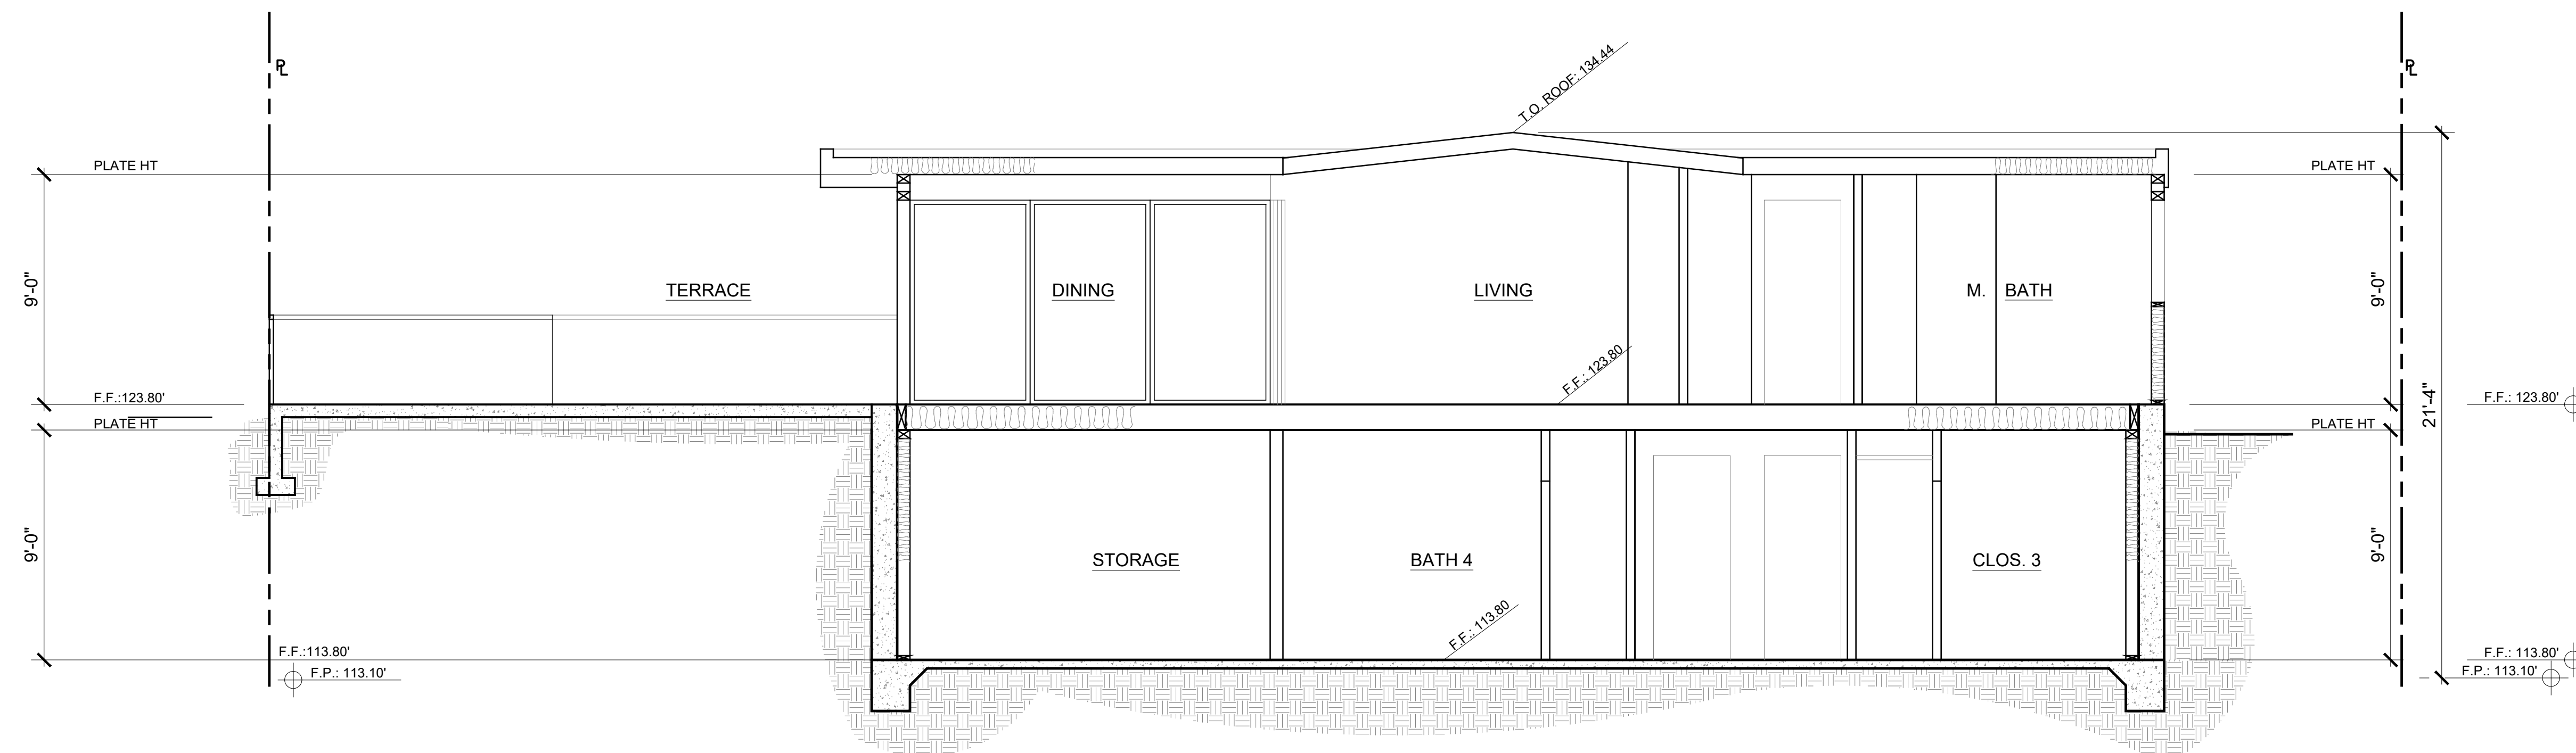 PL
PL
T.O. ROOF: 134.44
PLATE HT
PLATE HT
9'-0"
TERRACE
DINING
LIVING
M. BATH
9'-0"
F.F.: 123.80
F.F.:123.80'
21'-4"
F.F.: 123.80'
PLATE HT
PLATE HT
9'-0"
STORAGE
BATH 4
CLOS. 3
9'-0"
F.F.: 113.80
F.F.:113.80'
F.F.: 113.80'
F.P.: 113.10'
F.P.: 113.10'